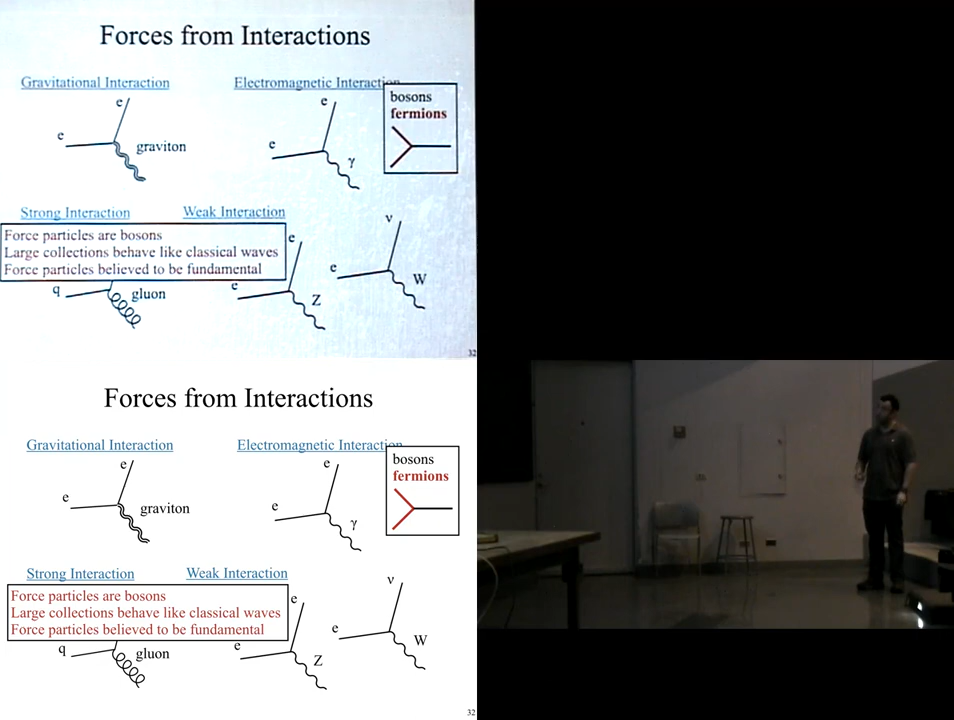 Forces from Interactions
Gravitational Interaction
Electromagnetic Interaction
e
e
graviton
e
e
γ
bosons
fermions
Strong Interaction
Weak Interaction
Force particles are bosons
Large collections behave like classical waves
Force particles believed to be fundamental
q
gluon
e
e
Z
ν
e
W
32
Forces from Interactions
Gravitational Interaction
Electromagnetic Interaction
e
e
graviton
e
e
γ
bosons
fermions
Strong Interaction
Weak Interaction
Force particles are bosons
Large collections behave like classical waves
Force particles believed to be fundamental
q
gluon
e
e
Z
ν
e
W
32